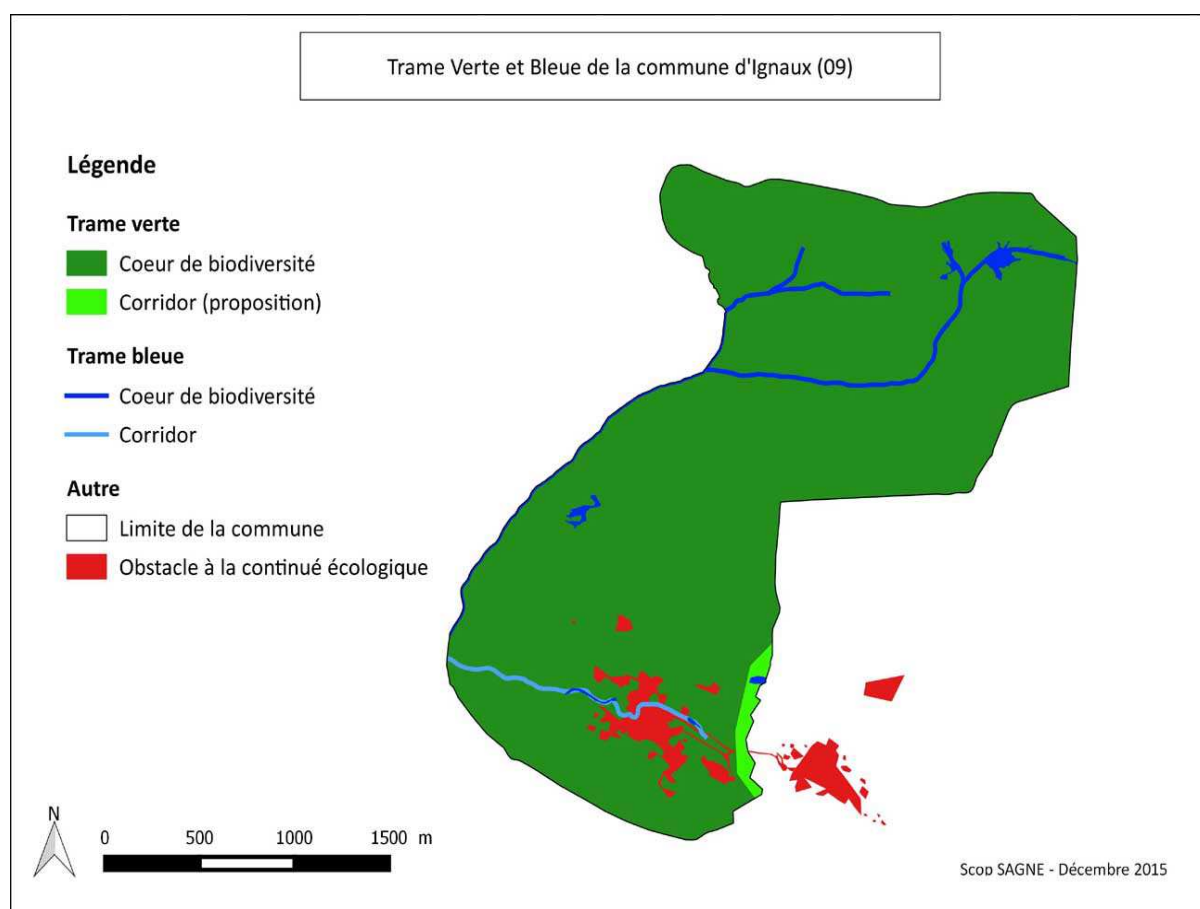 Trame Verte et Bleue de la commune d'Ignaux (09)
Légende
Trame verte
Coeur de biodiversité
Corridor (proposition)
Trame bleue
Coeur de biodiversité
Corridor
Autre
Limite de la commune
Obstacle à la continué écologique
N
0 500 1000 1500 m
Scop SAGNE - Décembre 2015